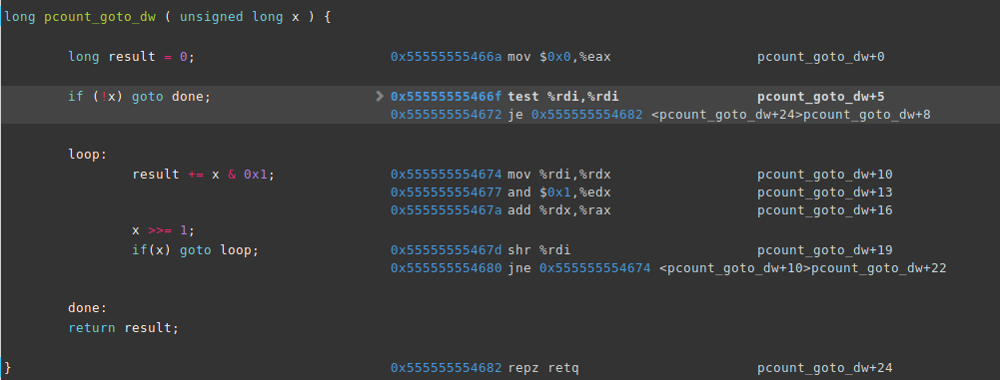 long pcount_goto_dw ( unsigned long x ) {
long result = 0; 0x55555555466a mov $0x0,%eax pcount_goto_dw+0
if (!x) goto done; 0x55555555466f test %rdi,%rdi pcount_goto_dw+5
0x555555554672 je 0x555555554682 <pcount_goto_dw+24>pcount_goto_dw+8
loop:
result += x & 0x1; 0x555555554674 mov %rdi,%rdx pcount_goto_dw+10
0x555555554677 and $0x1,%edx pcount_goto_dw+13
0x55555555467a add %rdx,%rax pcount_goto_dw+16
x >>= 1;
if(x) goto loop; 0x55555555467d shr %rdi pcount_goto_dw+19
0x555555554680 jne 0x555555554674 <pcount_goto_dw+10>pcount_goto_dw+22
done:
return result;
} 0x555555554682 repz retq pcount_goto_dw+24